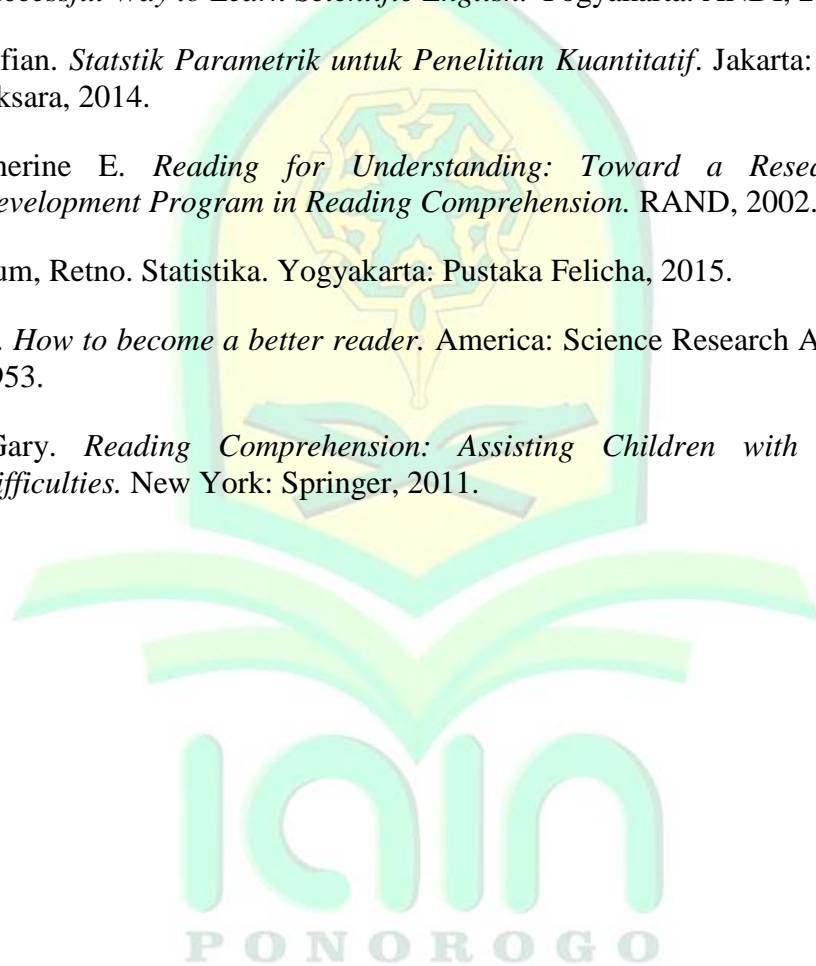 Successful Way to Learn Scientific English. Yogyakarta: ANDI, 2
fian. Statstik Parametrik untuk Penelitian Kuantitatif. Jakarta:
ksara, 2014.
herine E. Reading for Understanding: Toward a Resea
evelopment Program in Reading Comprehension. RAND, 2002.
um, Retno. Statistika. Yogyakarta: Pustaka Felicha, 2015.
. How to become a better reader. America: Science Research A
953.
Gary. Reading Comprehension: Assisting Children with
ifficulties. New York: Springer, 2011.
iain
PONOROGO